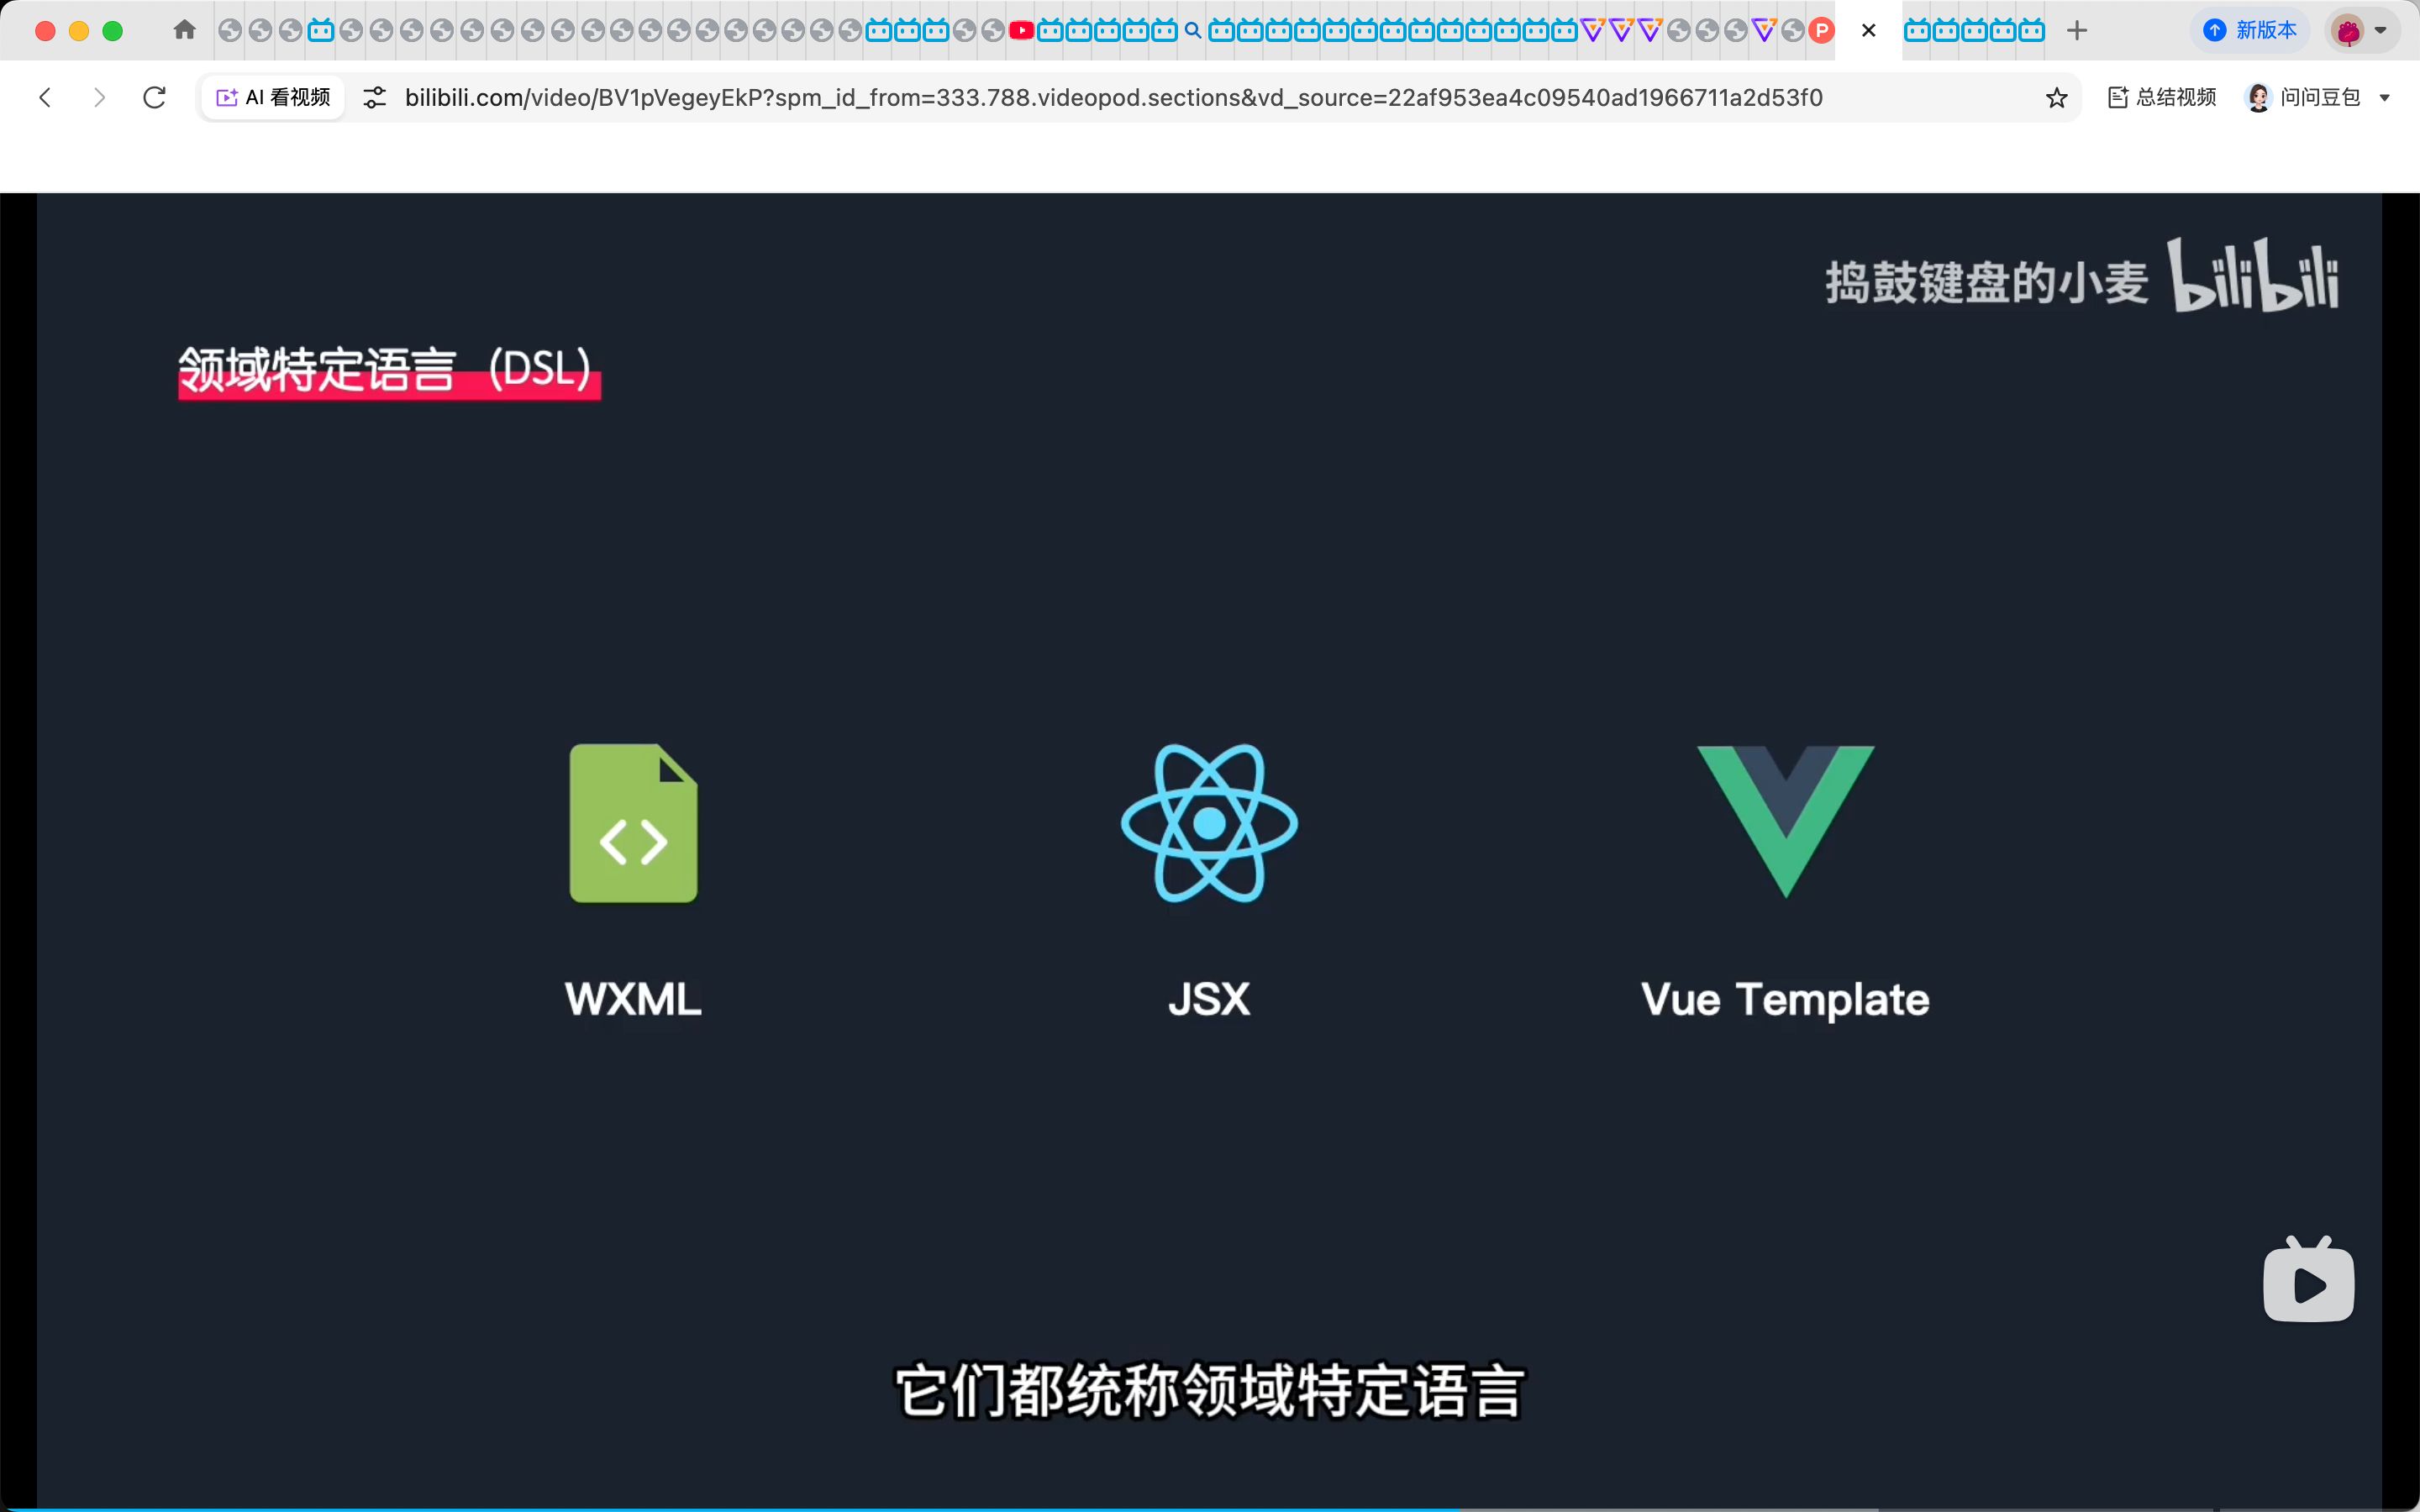 新版本
AI 看视频
bilibili.com/video/BV1pVegeyEkP?spm_id_from=333.788.videopod.sections&vd_source=22af953ea4c09540ad1966711a2d53f0
总结视频
问问豆包
捣鼓键盘的小麦 bilibili
领域特定语言（DSL）
WXML
JSX
Vue Template
它们都统称领域特定语言